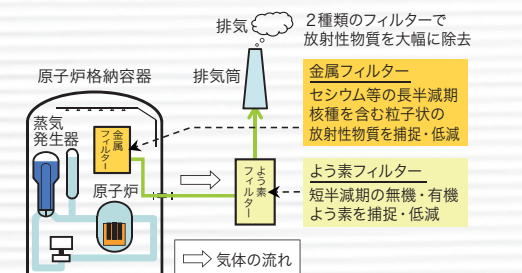 排気
2種類のフィルターで
放射性物質を大幅に除去
原子炉格納容器
排気筒
金属フィルター
セシウム等の長半減期
核種を含む粒子状の
放射性物質を捕捉・低減
蒸気
発生器
金属
フィルター
原子炉
よう素
フィルター
よう素フィルター
短半減期の無機・有機
よう素を捕捉・低減
気体の流れ